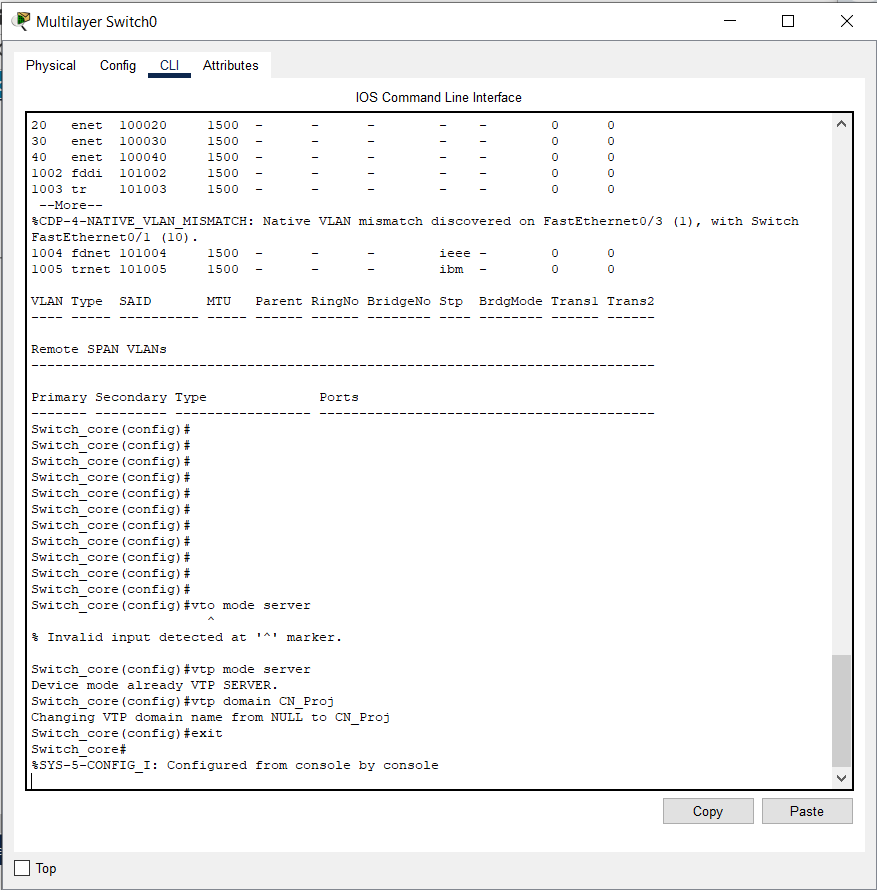 Multilayer Switch0
Physical Config CLI Attributes
IOS Command Line Interface
20   enet  100020     1500  -      -      -        -    -        0      0
30   enet  100030     1500  -      -      -        -    -        0      0
40   enet  100040     1500  -      -      -        -    -        0      0
1002 fddi  101002     1500  -      -      -        -    -        0      0
1003 tr    101003     1500  -      -      -        -    -        0      0
 --More--
%CDP-4-NATIVE_VLAN_MISMATCH: Native VLAN mismatch discovered on FastEthernet0/3 (1), with Switch
FastEthernet0/1 (10).
1004 fdnet 101004     1500  -      -      -        ieee -        0      0
1005 trnet 101005     1500  -      -      -        ibm  -        0      0
VLAN Type  SAID       MTU   Parent RingNo BridgeNo Stp  BrdgMode Trans1 Trans2
---- ----- ---------- ----- ------ ------ -------- ---- -------- ------ ------
Remote SPAN VLANs
------------------------------------------------------------------------------
Primary Secondary Type              Ports
------- --------- ----------------- ------------------------------------------
Switch_core(config)#
Switch_core(config)#
Switch_core(config)#
Switch_core(config)#
Switch_core(config)#
Switch_core(config)#
Switch_core(config)#
Switch_core(config)#
Switch_core(config)#
Switch_core(config)#
Switch_core(config)#
Switch_core(config)#vto mode server
                      ^
% Invalid input detected at '^' marker.
Switch_core(config)#vtp mode server
Device mode already VTP SERVER.
Switch_core(config)#vtp domain CN_Proj
Changing VTP domain name from NULL to CN_Proj
Switch_core(config)#exit
Switch_core#
%SYS-5-CONFIG_I: Configured from console by console
Copy Paste
Top